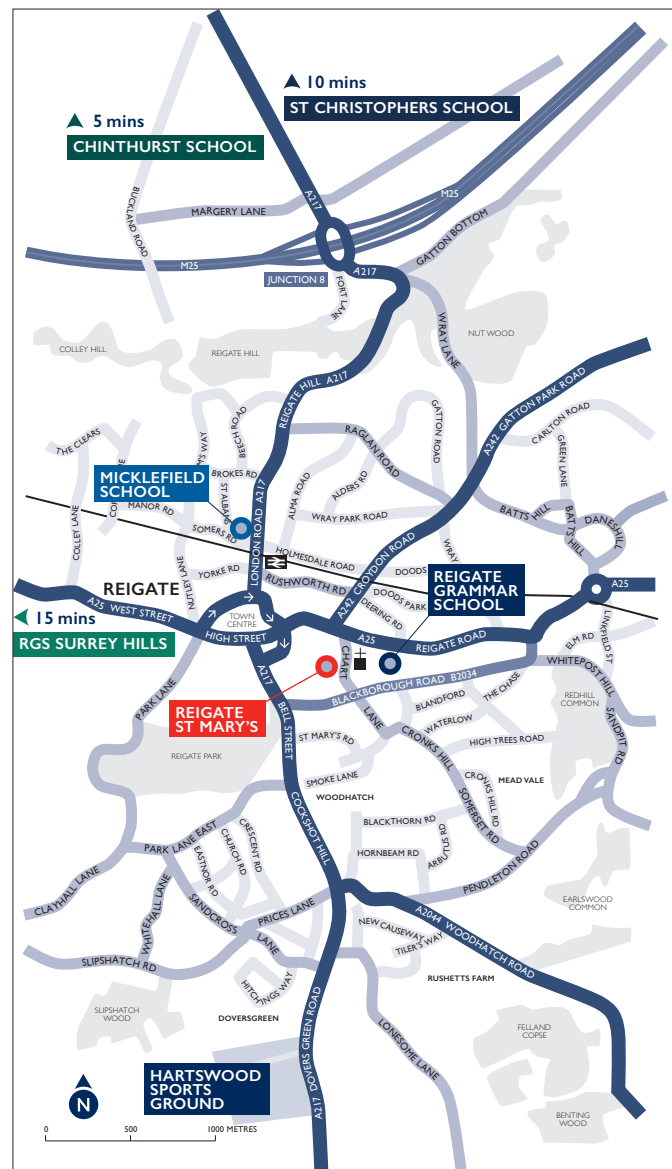 10 mins
ST CHRISTOPHERS SCHOOL
5 mins
CHINTHURST SCHOOL
A217
M25
BUCKLAND ROAD
MARGERY LANE
GATTON BOTTOM
M25
A217
JUNCTION 8
FORT LANE
NUT WOOD
COLLEY HILL
REIGATE HILL
WRAY LANE
REIGATE HILL A217
A242 GATTON PARK ROAD
CARLTON ROAD
GREEN LANE
GATTON ROAD
RAGLAN ROAD
BEECH ROAD
THE CLEARS
BROKES RD
MICKLEFIELD
SCHOOL
ST ALBANS
LONDON ROAD A217
ALMA ROAD
ALDERS RD
WRAY PARK ROAD
MANOR RD
SOMERS RD
BATTS HILL
BATTS HILL
DANESHILL
COLLEY LANE
HOLMESDALE ROAD
A242 CROYDON ROAD
WRAY
DOODS
YORKE RD
RUSHWORTH RD
NUTLEY LANE
DOODS PARK
DEERING RD
REIGATE
GRAMMAR
SCHOOL
A25
REIGATE
A25 WEST STREET
TOWN
CENTRE
HIGH STREET
15 mins
RGS SURREY HILLS
A25
REIGATE ROAD
LINKFIELD ST
ELM RD
WHITEPOST HILL
A217
CHART
LANE
BLACKBOROUGH ROAD B2034
THE CHASE
BLANDFORD
REDHILL
COMMON
PARK LANE
REIGATE
ST MARY'S
BELL STREET
WATERLOW
SANDPIT RD
ST MARY'S RD
CRONKS HILL
HIGH TREES ROAD
REIGATE PARK
SMOKE LANE
MEAD VALE
CRONKS HILL RD
WOODHATCH
SOMERSET RD
COCKSHOT HILL
BLACKTHORN RD
ARBUTUS RD
HORNBEAM RD
PARK LANE EAST
CRESCENT RD
CHURCH RD
EASTNOR RD
PENDLETON ROAD
CLAYHALL LANE
WHITEHALL LANE
SANDCROSS
LANE
PRICES LANE
EARLSWOOD
COMMON
A2044 WOODHATCH ROAD
NEW CAUSEWAY
TILER'S WAY
SLIPSHATCH RD
HITCHINGS WAY
RUSHETTS FARM
SLIPSHATCH
WOOD
DOVERSGREEN
LONESOME LANE
FELLAND
COPSE
A217 DOVERS GREEN ROAD
HARTSWOOD
SPORTS
GROUND
N
BENTING
WOOD
0 500 1000 METRES